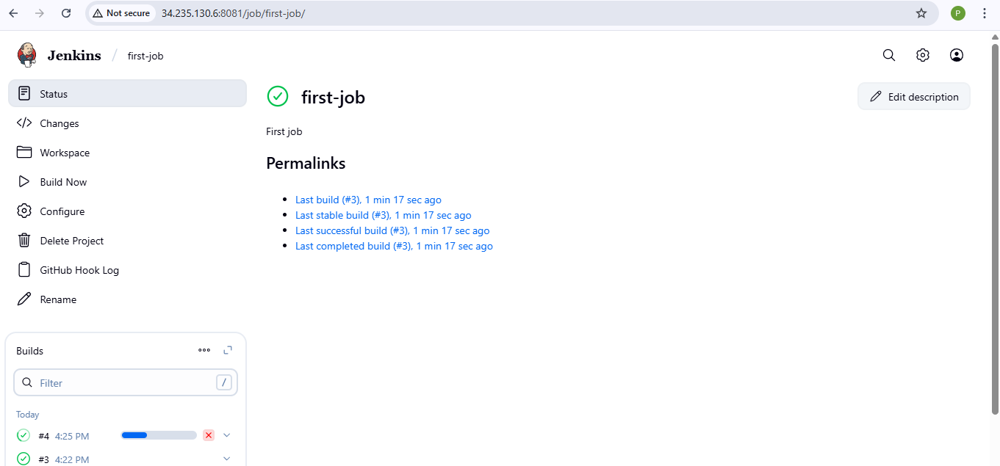 Not secure 34.235.130.6:8081/job/first-job/ P
Jenkins / first-job
Status
Changes
Workspace
Build Now
Configure
Delete Project
GitHub Hook Log
Rename
Builds
Filter /
Today
#4 4:25 PM
#3 4:22 PM
first-job
Edit description
First job
Permalinks
Last build (#3), 1 min 17 sec ago
Last stable build (#3), 1 min 17 sec ago
Last successful build (#3), 1 min 17 sec ago
Last completed build (#3), 1 min 17 sec ago